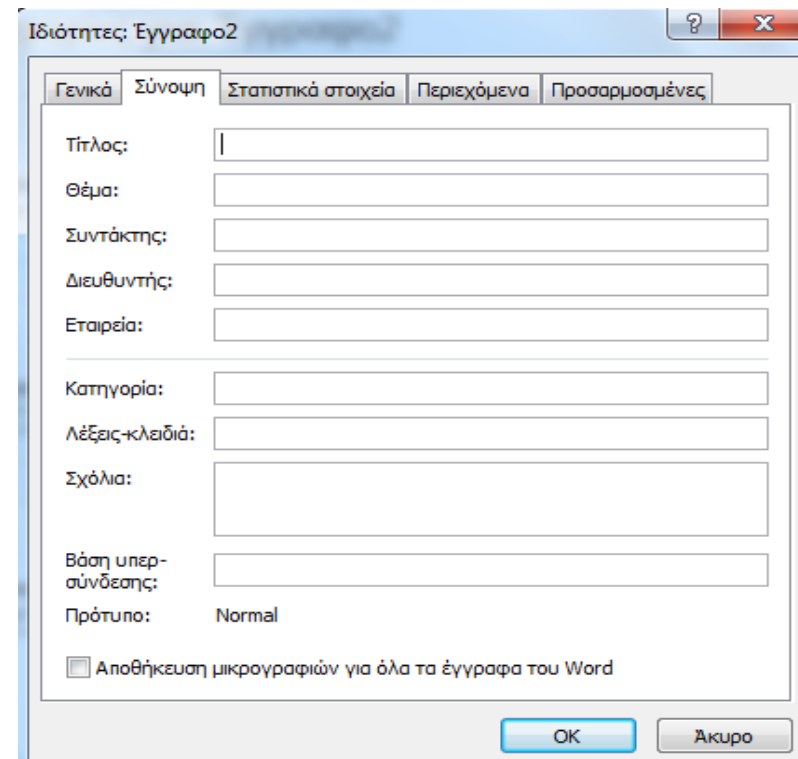 Ιδιότητες: Έγγραφο2
Γενικά Σύνοψη Στατιστικά στοιχεία Περιεχόμενα Προσαρμοσμένες
Τίτλος:
Θέμα:
Συντάκτης:
Διευθυντής:
Εταιρεία:
Κατηγορία:
Λέξεις-κλειδιά:
Σχόλια:
Βάση υπερ-
σύνδεσης:
Πρότυπο: Normal
Αποθήκευση μικρογραφιών για όλα τα έγγραφα του Word
OK Άκυρο